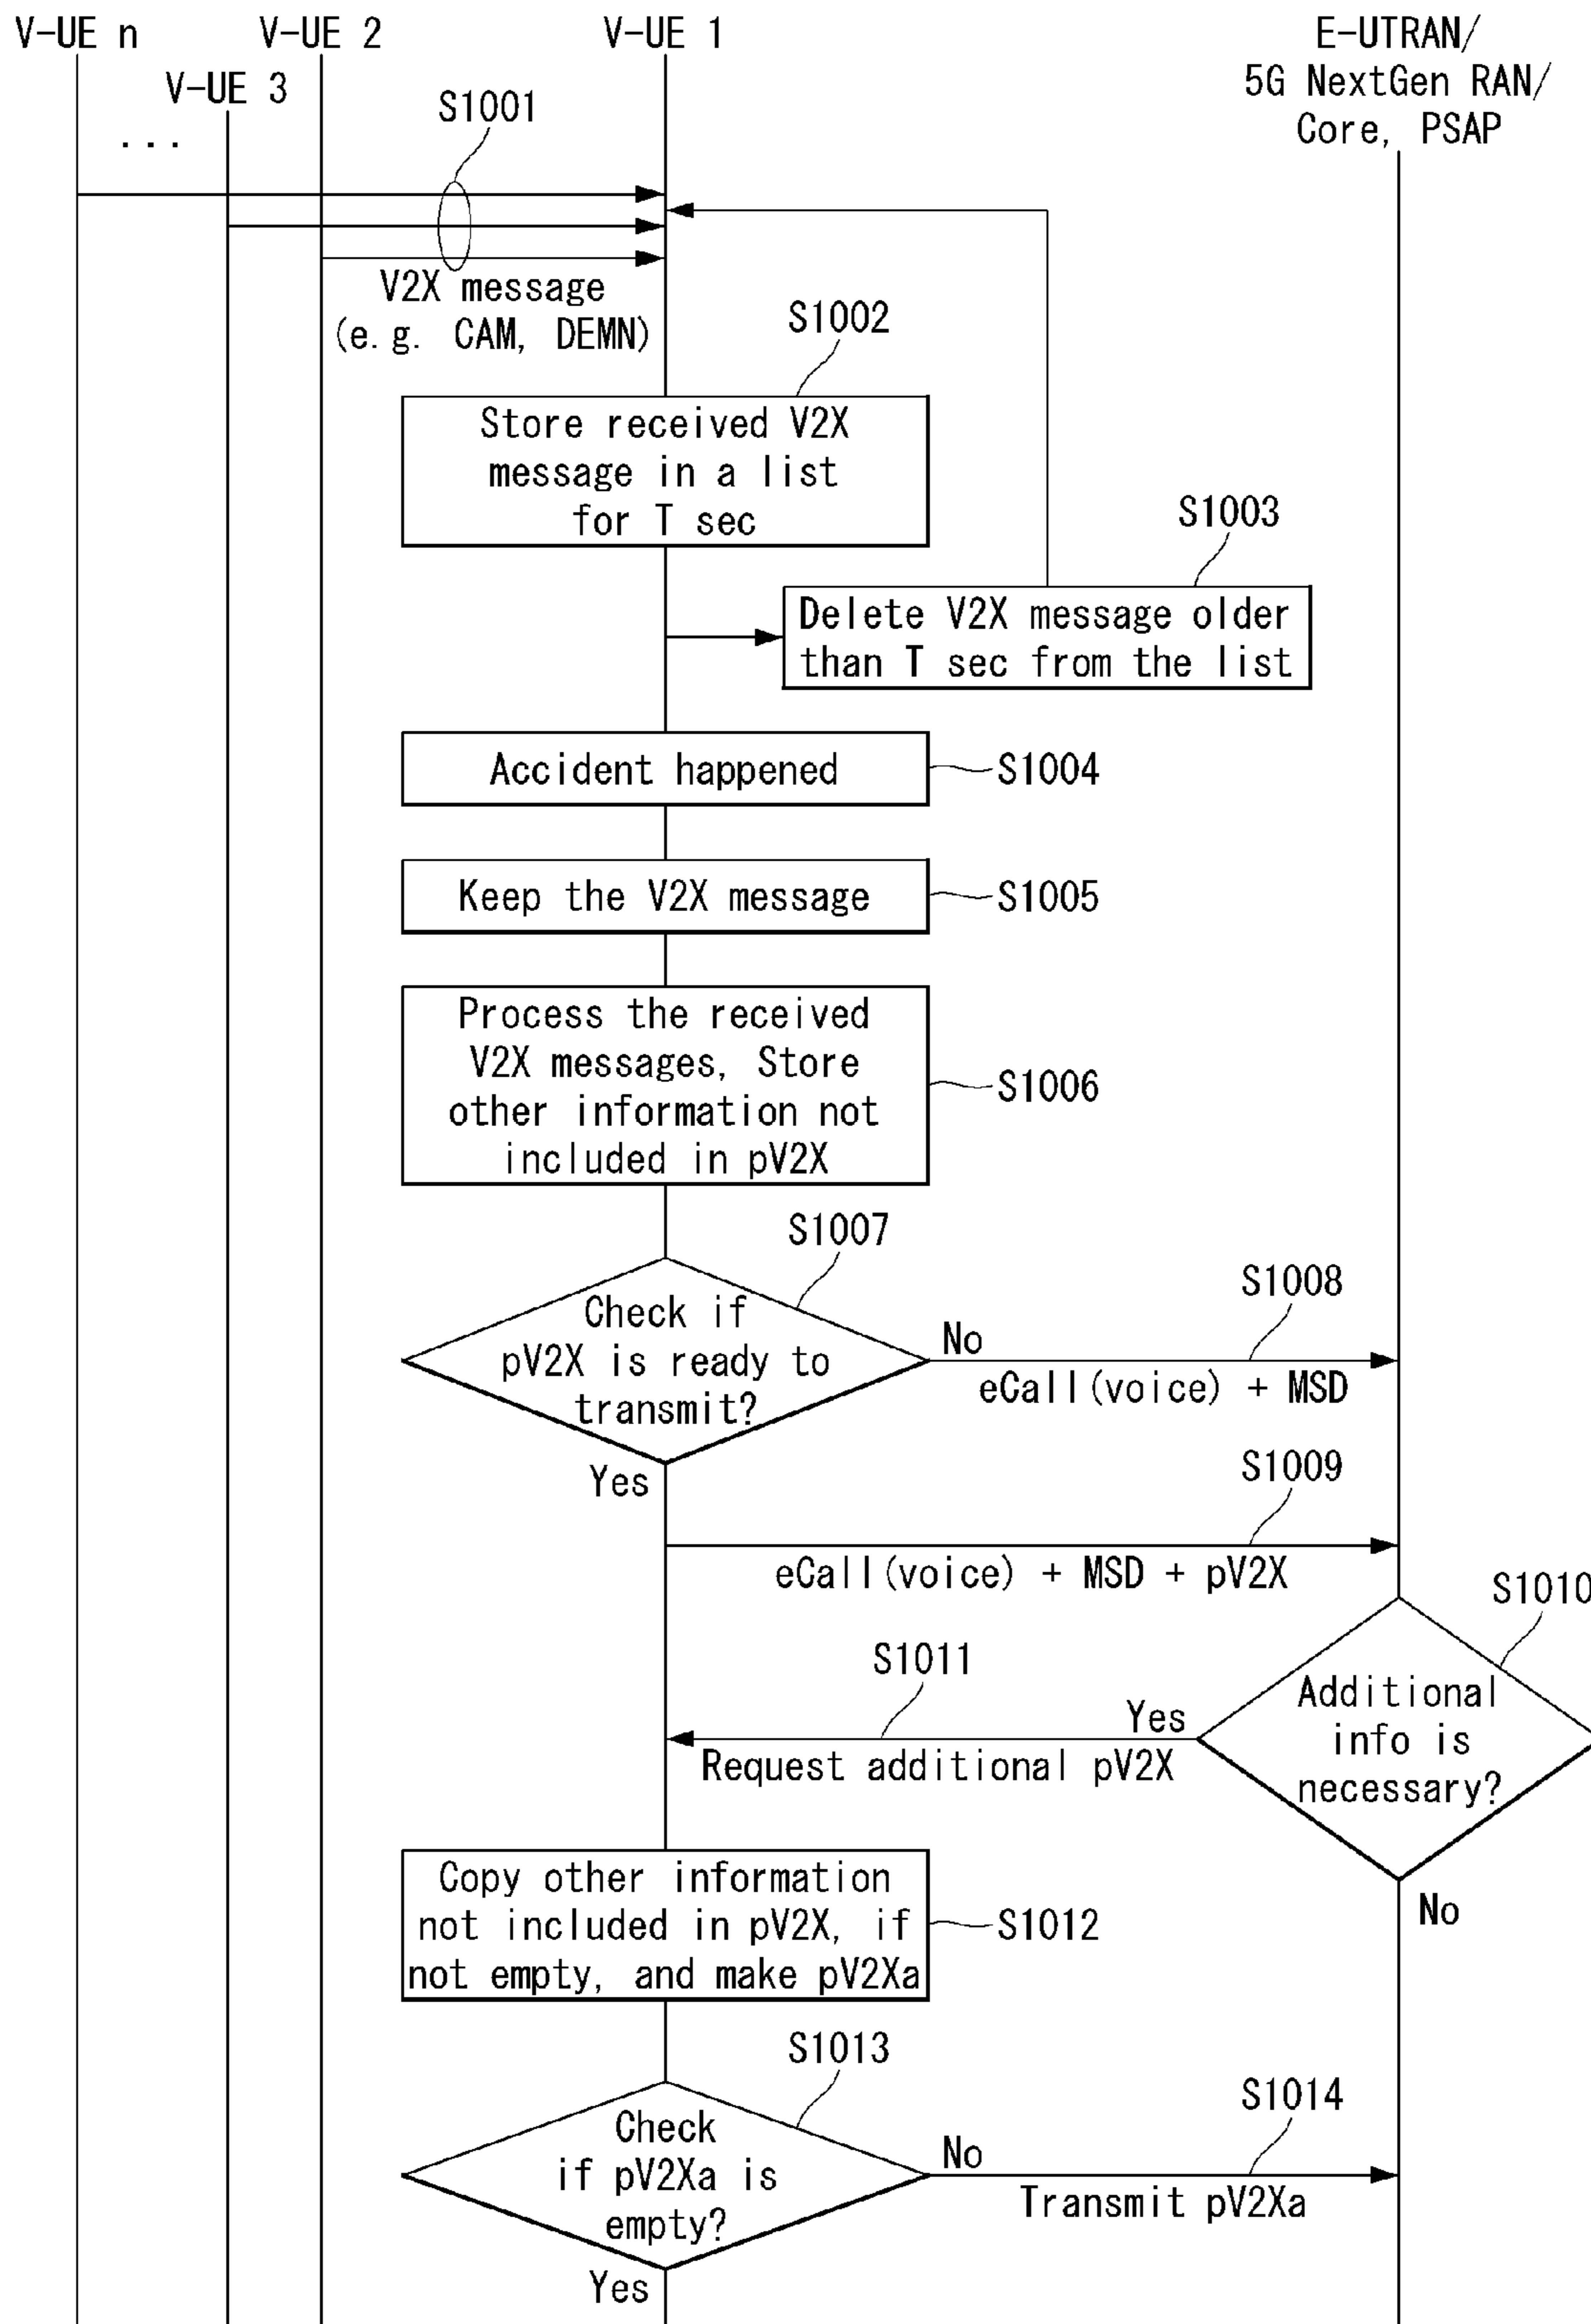 V-UE n
V-UE 2
V-UE 1
E-UTRAN/
5G NextGen RAN/
Core, PSAP
V-UE 3
...
S1001
V2X message
(e.g. CAM, DEMN)
S1002
Store received V2X
message in a list
for T sec
S1003
Delete V2X message older
than T sec from the list
Accident happened
S1004
Keep the V2X message
S1005
Process the received
V2X messages, Store
other information not
included in pV2X
S1006
S1007
Check if
pV2X is ready to
transmit?
No
S1008
eCall(voice) + MSD
Yes
S1009
eCall(voice) + MSD + pV2X
S1010
Additional
info is
necessary?
S1011
Yes
Request additional pV2X
No
Copy other information
not included in pV2X, if
not empty, and make pV2Xa
S1012
S1013
Check
if pV2Xa is
empty?
No
S1014
Transmit pV2Xa
Yes